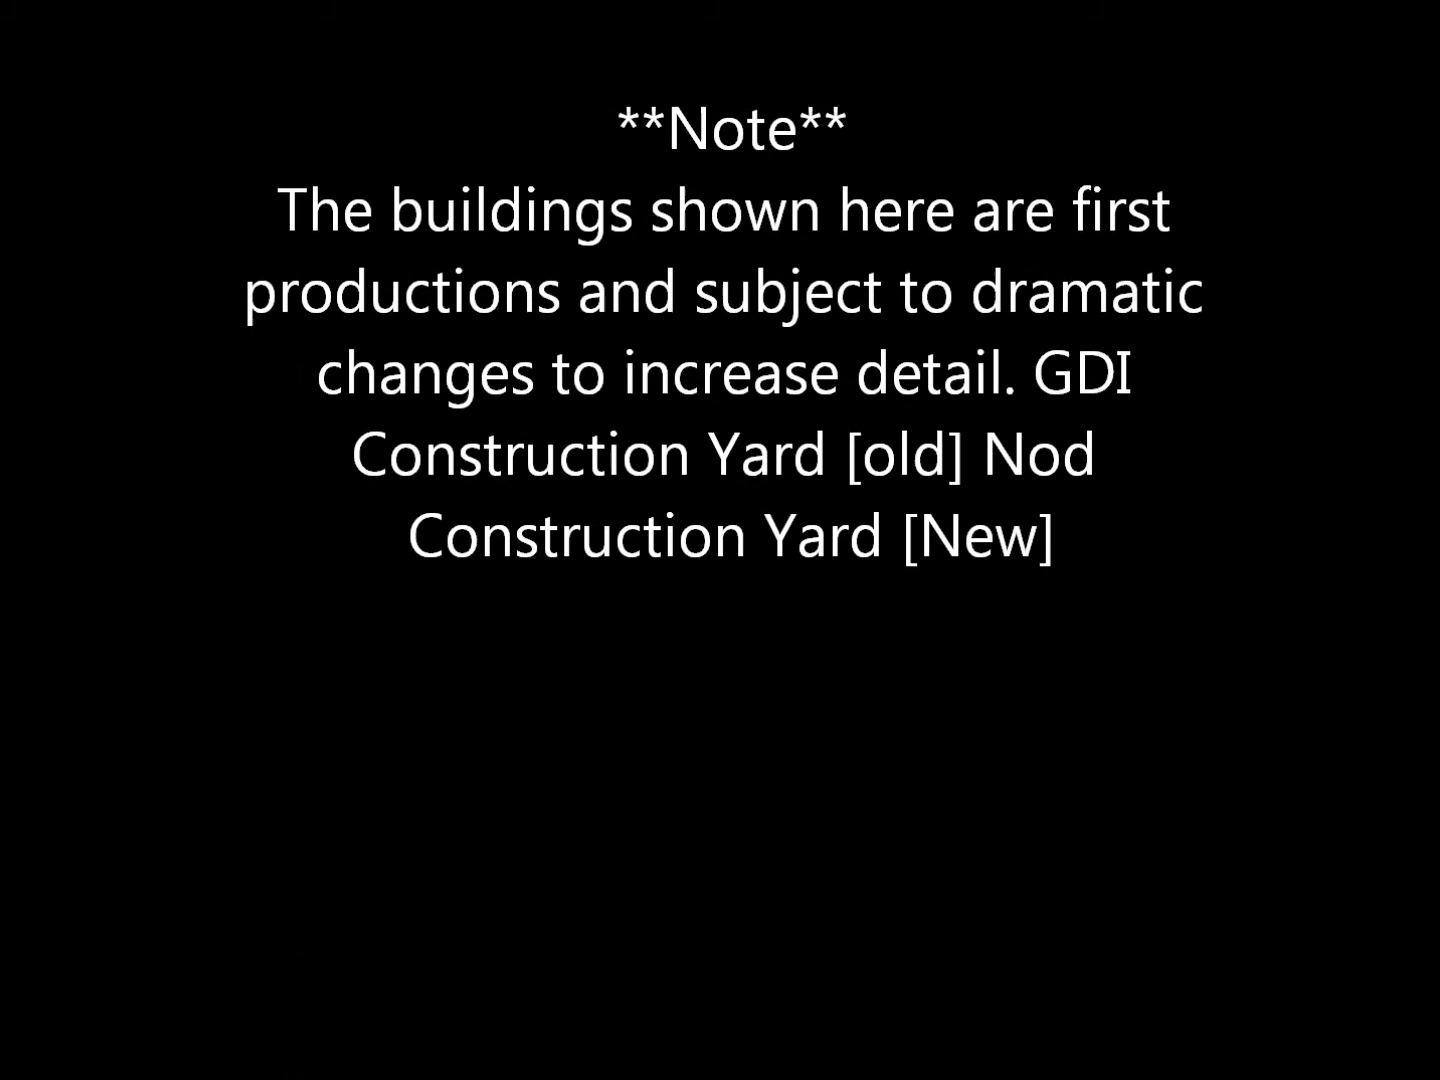 **Note**
The buildings shown here are first
productions and subject to dramatic
changes to increase detail. GDI
Construction Yard [old] Nod
Construction Yard [New]